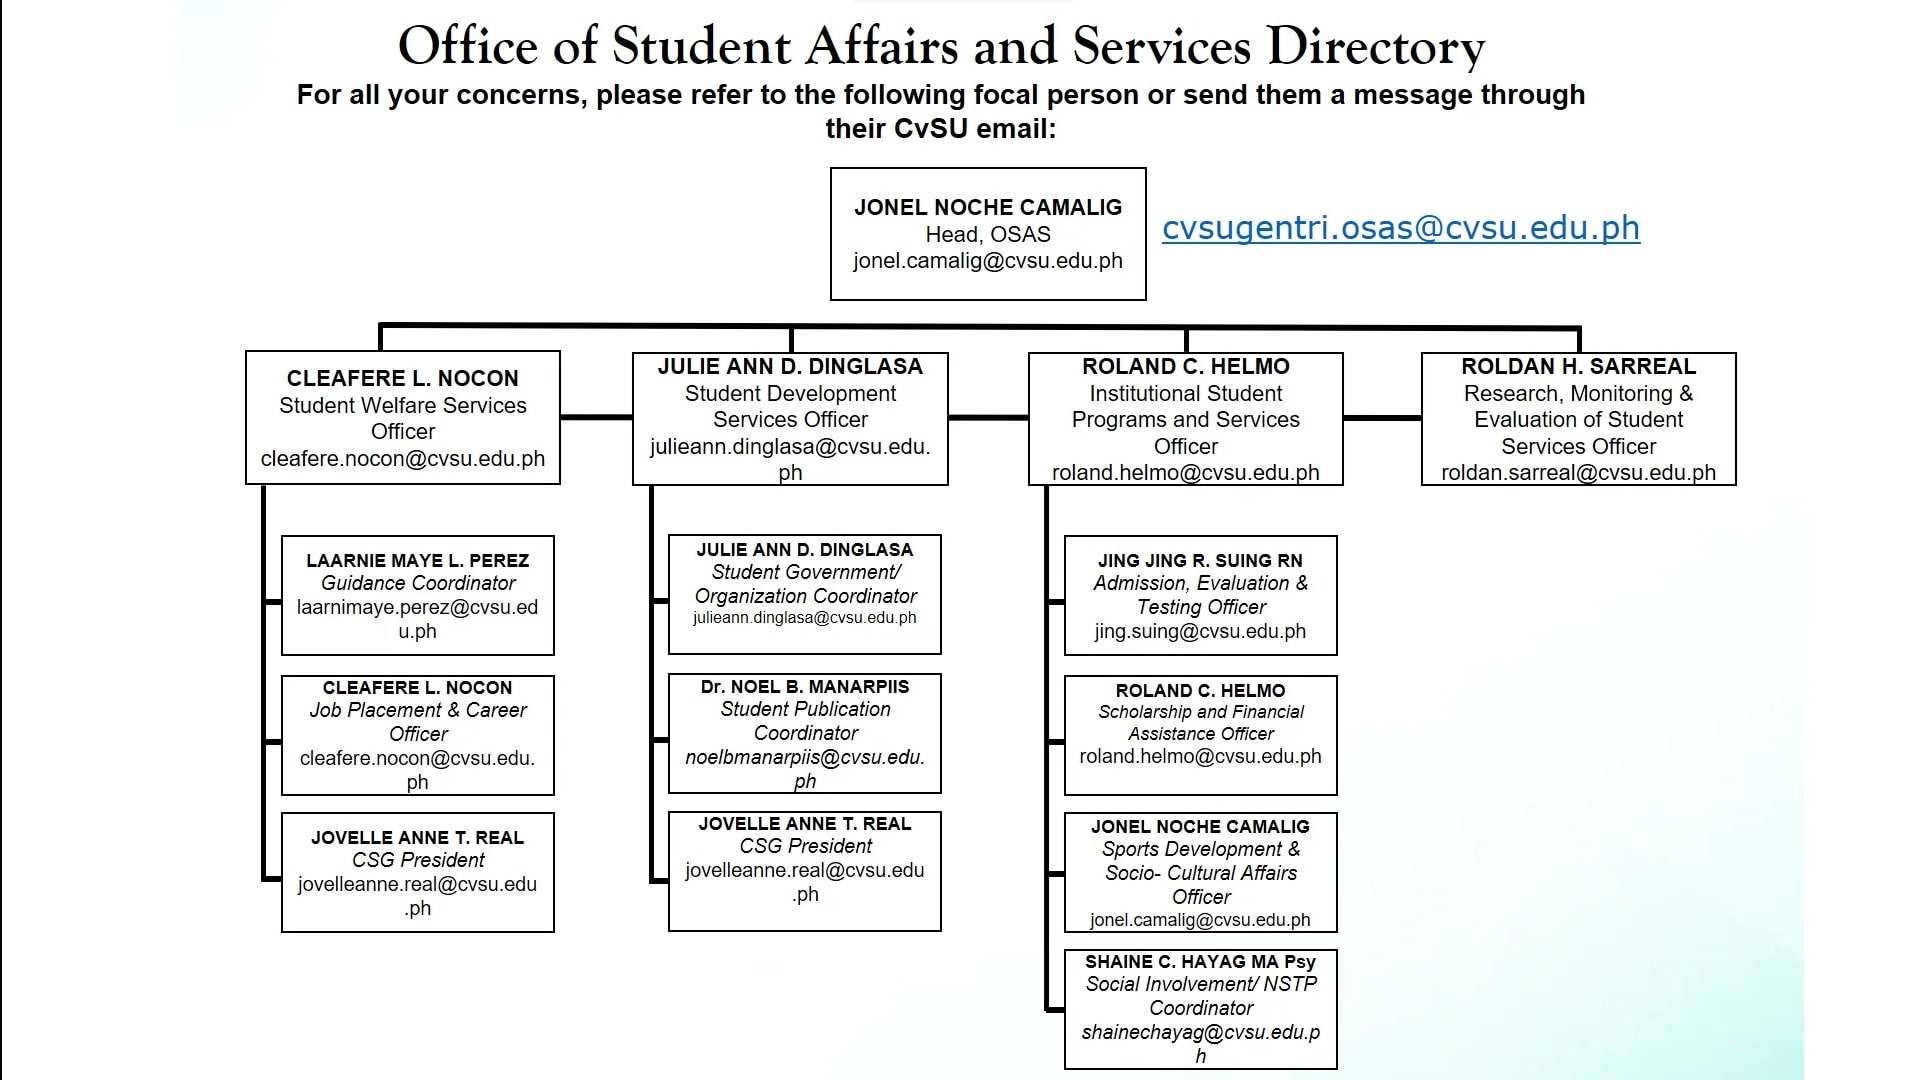 Office of Student Affairs and Services Directory
For all your concerns, please refer to the following focal person or send them a message through
their CvSU email:
JONEL NOCHE CAMALIG
Head, OSAS
jonel.camalig@cvsu.edu.ph
cvsugentri.osas@cvsu.edu.ph
CLEAFERE L. NOCON
Student Welfare Services
Officer
cleafere.nocon@cvsu.edu.ph
JULIE ANN D. DINGLASA
Student Development
Services Officer
julieann.dinglasa@cvsu.edu.
ph
ROLAND C. HELMO
Institutional Student
Programs and Services
Officer
roland.helmo@cvsu.edu.ph
ROLDAN H. SARREAL
Research, Monitoring &
Evaluation of Student
Services Officer
roldan.sarreal@cvsu.edu.ph
LAARNIE MAYE L. PEREZ
Guidance Coordinator
laarnimaye.perez@cvsu.ed
u.ph
CLEAFERE L. NOCON
Job Placement & Career
Officer
cleafere.nocon@cvsu.edu.
ph
JOVELLE ANNE T. REAL
CSG President
jovelleanne.real@cvsu.edu
.ph
JULIE ANN D. DINGLASA
Student Government/
Organization Coordinator
julieann.dinglasa@cvsu.edu.ph
Dr. NOEL B. MANARPIIS
Student Publication
Coordinator
noelbmanarpiis@cvsu.edu.
ph
JOVELLE ANNE T. REAL
CSG President
jovelleanne.real@cvsu.edu
.ph
JING JING R. SUING RN
Admission, Evaluation &
Testing Officer
jing.suing@cvsu.edu.ph
ROLAND C. HELMO
Scholarship and Financial
Assistance Officer
roland.helmo@cvsu.edu.ph
JONEL NOCHE CAMALIG
Sports Development &
Socio- Cultural Affairs
Officer
jonel.camalig@cvsu.edu.ph
SHAINE C. HAYAG MA Psy
Social Involvement/ NSTP
Coordinator
shainechayag@cvsu.edu.p
h